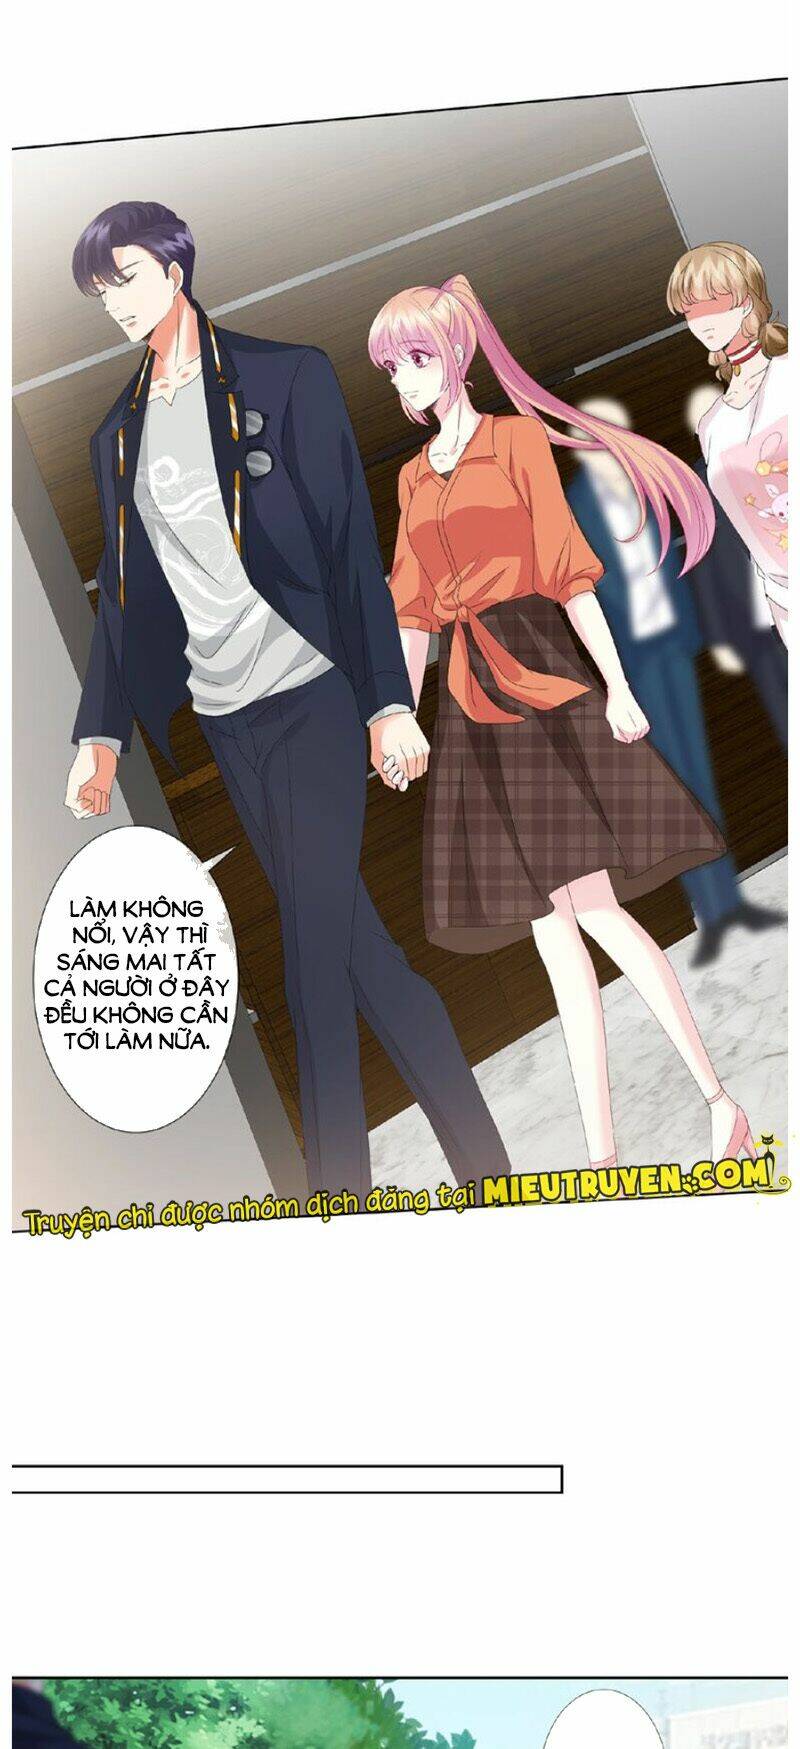 LÀM KHÔNG
NỔI, VẬY THÌ
SÁNG MAI TẤT
CẢ NGƯỜI Ở ĐÂY
ĐỀU KHÔNG CẦN
TỚI LÀM NỮA.
Truyện chỉ được nhóm dịch đăng tại MIEUTRUYEN.COM